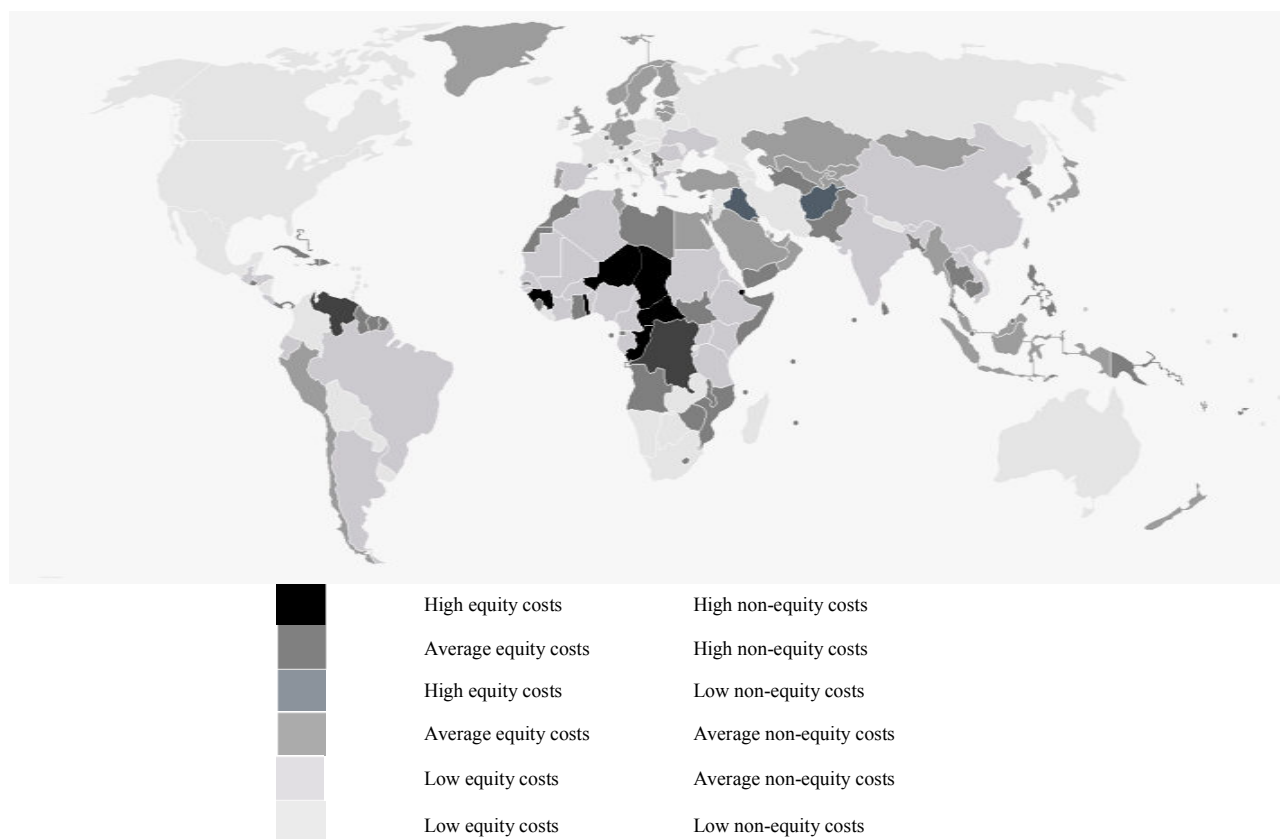 High equity costs High non-equity costs
Average equity costs High non-equity costs
High equity costs Low non-equity costs
Average equity costs Average non-equity costs
Low equity costs Average non-equity costs
Low equity costs Low non-equity costs